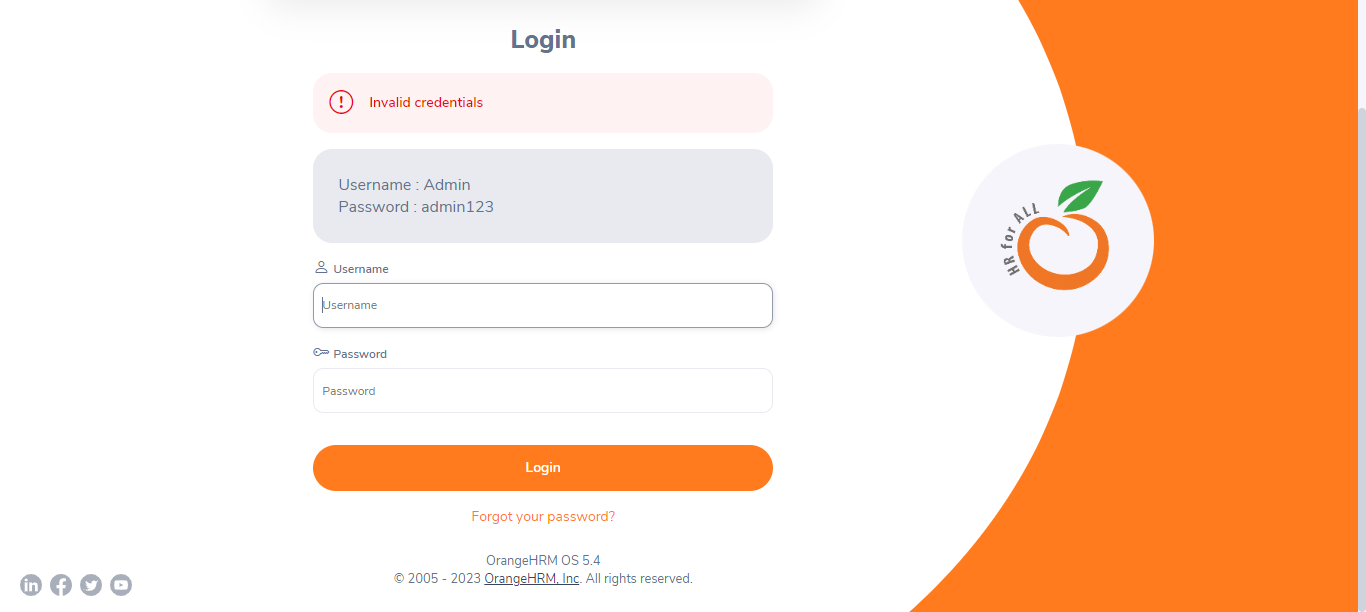 Login
Invalid credentials
Username : Admin
Password : admin123
Username
Username
Password
Password
Login
Forgot your password?
OrangeHRM OS 5.4
© 2005 - 2023 OrangeHRM, Inc. All rights reserved.
HR for ALL